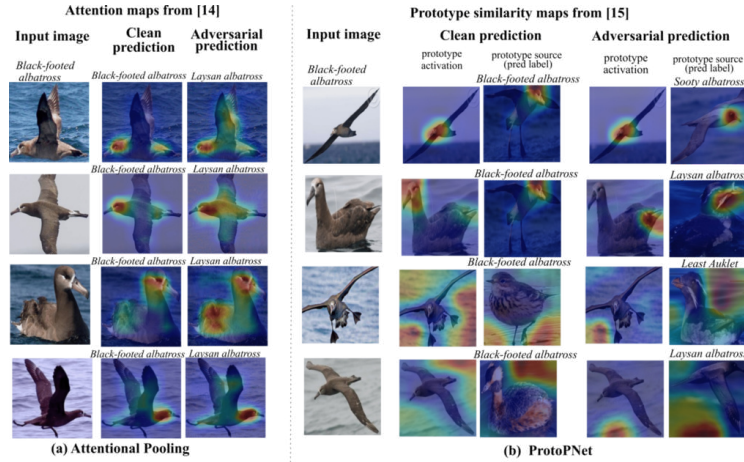 Attention maps from [14]
Input image
Clean prediction
Adversarial prediction
Black-footed albatross
Black-footed albatross
Laysan albatross
Black-footed albatross
Laysan albatross
Black-footed albatross
Laysan albatross
Black-footed albatross
Laysan albatross
(a) Attentional Pooling
Prototype similarity maps from [15]
Input image
Clean prediction
Adversarial prediction
prototype activation
prototype source (pred label)
prototype activation
prototype source (pred label)
Black-footed albatross
Black-footed albatross
Sooty albatross
Black-footed albatross
Laysan albatross
Black-footed albatross
Least Auklet
Black-footed albatross
Laysan albatross
(b) ProtoPNet